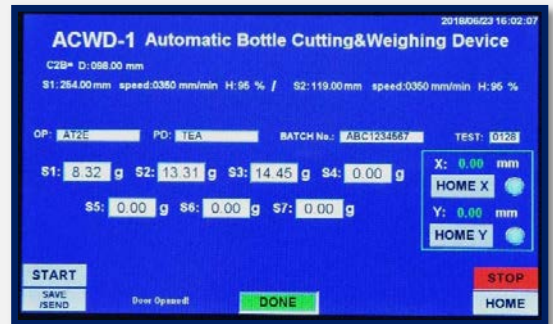 2018/06/23 16:02:07
ACWD-1 Automatic Bottle Cutting&Weighing Device
C2B= D:098.00 mm
S1:264.00mm speed:0350 mm/min H:95 % / S2:119.00mm speed:0350 mm/min H:95 %
OP: AT2E PD: TEA BATCH No.: ABC1234567 TEST: 0128
S1: 8.32 g S2: 13.31 g S3: 14.45 g S4: 0.00 g
X: 0.00 mm
HOME X
S5: 0.00 g S6: 0.00 g S7: 0.00 g
Y: 0.00 mm
HOME Y
START
STOP
SAVE
/SEND
Door Opened!
DONE
HOME